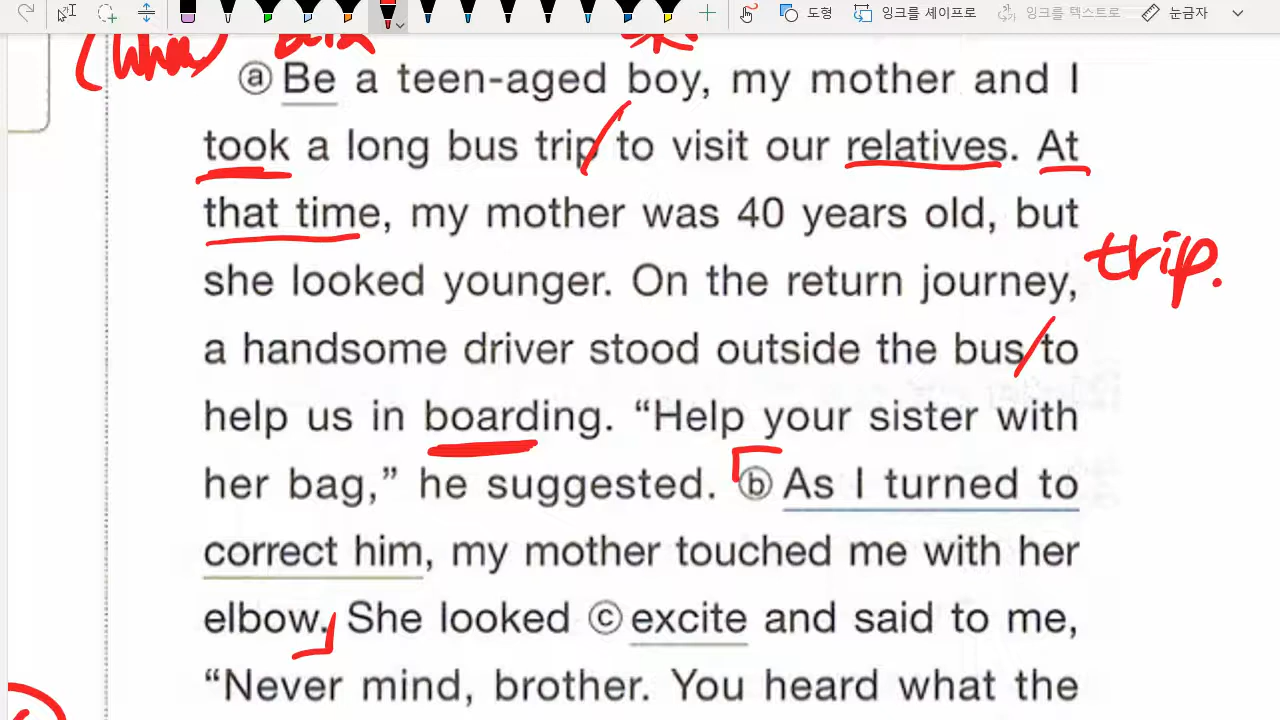 도형 잉크를 셰이프로 잉크를 텍스트로 눈금자
ⓐ Be a teen-aged boy, my mother and I
took a long bus trip to visit our relatives. At
that time, my mother was 40 years old, but
she looked younger. On the return journey,
trip.
a handsome driver stood outside the bus to
help us in boarding. “Help your sister with
her bag,” he suggested. ⓑ As I turned to
correct him, my mother touched me with her
elbow. She looked ⓒ excite and said to me,
“Never mind, brother. You heard what the